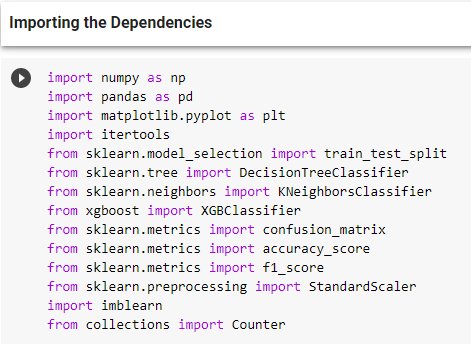 Importing the Dependencies
import numpy as np
import pandas as pd
import matplotlib.pyplot as plt
import itertools
from sklearn.model_selection import train_test_split
from sklearn.tree import DecisionTreeClassifier
from sklearn.neighbors import KNeighborsClassifier
from xgboost import XGBClassifier
from sklearn.metrics import confusion_matrix
from sklearn.metrics import accuracy_score
from sklearn.metrics import f1_score
from sklearn.preprocessing import StandardScaler
import imblearn
from collections import Counter